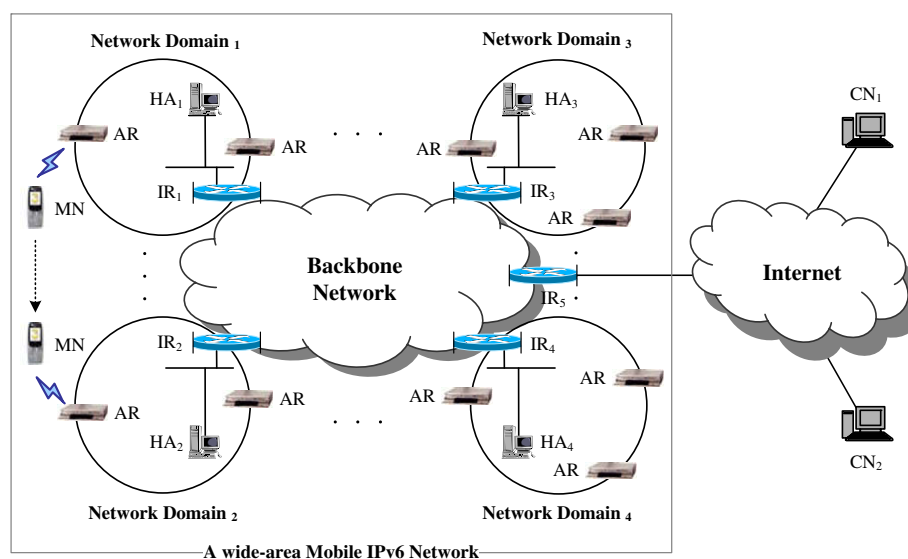 Network Domain 1
Network Domain 3
HA1
HA3
CN1
AR
AR
AR
AR
MN
IR1
IR3
AR
Backbone
Network
Internet
IR5
MN
IR2
IR4
AR
AR
AR
AR
HA2
HA4
AR
CN2
Network Domain 2
Network Domain 4
A wide-area Mobile IPv6 Network